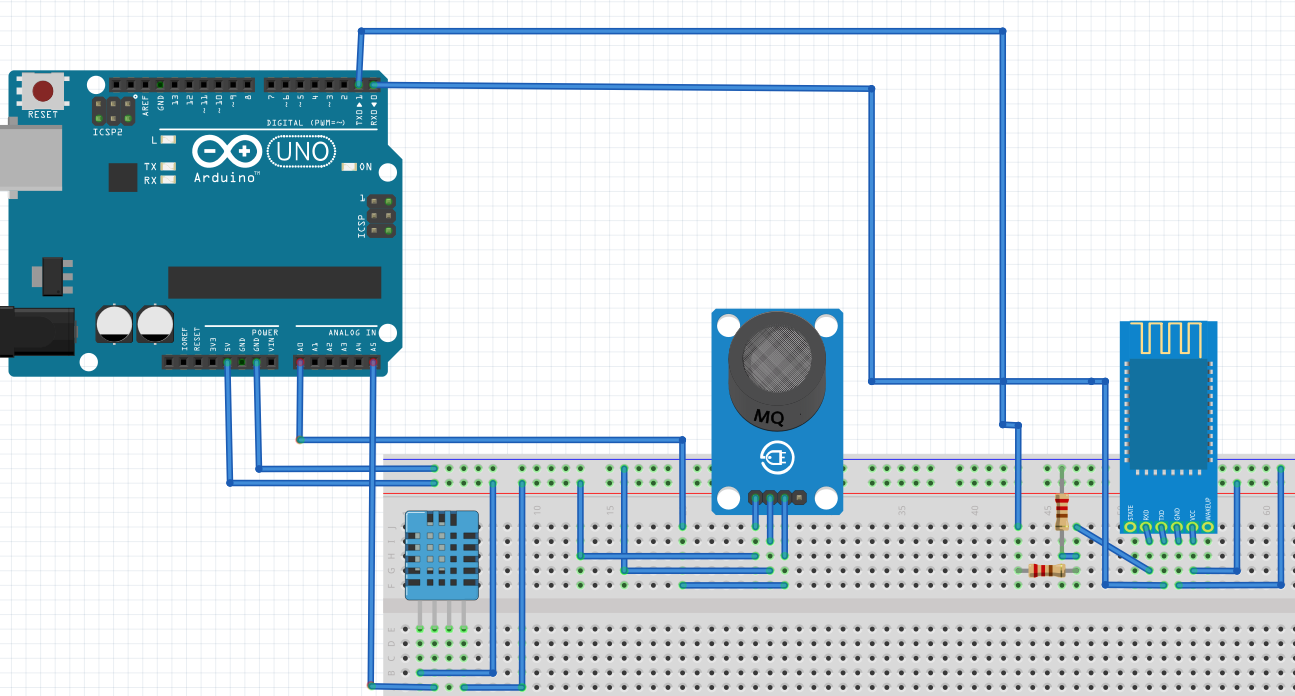 RESET
ICSP2
AREF
GND
13
12
~11
~10
~9
8
7
~6
~5
4
~3
2
TXD▶1
RXD◀0
DIGITAL (PWM=~)
L
TX
RX
UNO
Arduino™
ON
1
ICSP
IOREF
RESET
3V3
5V
GND
GND
VIN
POWER
A0
A1
A2
A3
A4
A5
ANALOG IN
MQ
STATE
RXD
TXD
GND
VCC
WAKEUP
10
15
35
40
45
60
J
H
G
F
E
D
C
B